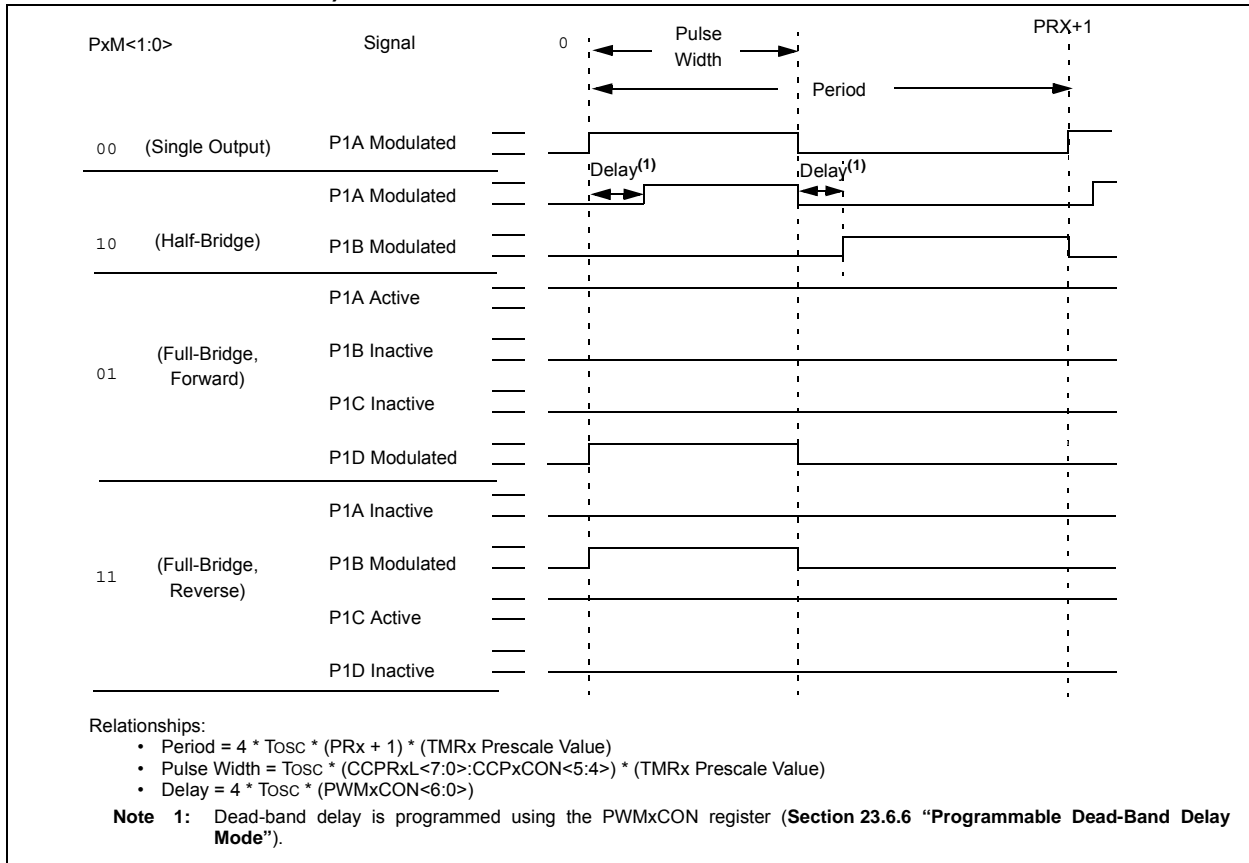 PxM<1:0>
Signal
0
Pulse
Width
PRX+1
Period
00
(Single Output)
P1A Modulated
Delay(1)
Delay(1)
P1A Modulated
10
(Half-Bridge)
P1B Modulated
P1A Active
01
(Full-Bridge,
Forward)
P1B Inactive
P1C Inactive
P1D Modulated
P1A Inactive
11
(Full-Bridge,
Reverse)
P1B Modulated
P1C Active
P1D Inactive
Relationships:
• Period = 4 * TOSC * (PRx + 1) * (TMRx Prescale Value)
• Pulse Width = TOSC * (CCPRxL<7:0>:CCPxCON<5:4>) * (TMRx Prescale Value)
• Delay = 4 * TOSC * (PWMxCON<6:0>)
Note 1: Dead-band delay is programmed using the PWMxCON register (Section 23.6.6 “Programmable Dead-Band Delay
Mode”).